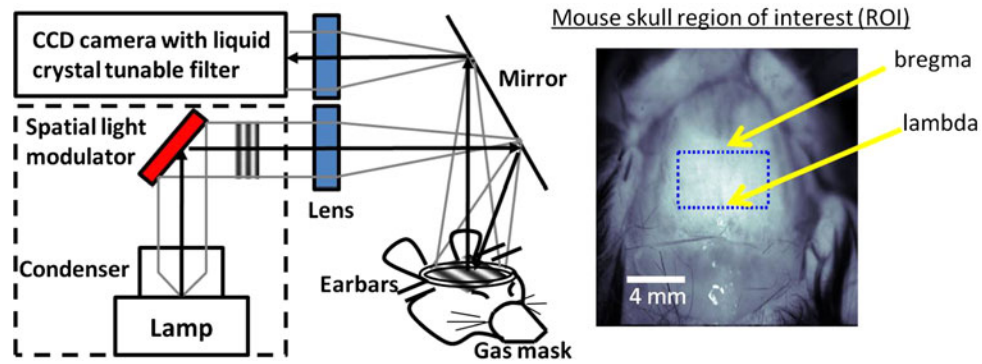 CCD camera with liquid
crystal tunable filter
Spatial light
modulator
Condenser
Lamp
Lens
Mirror
Earbars
Gas mask
Mouse skull region of interest (ROI)
bregma
lambda
4 mm